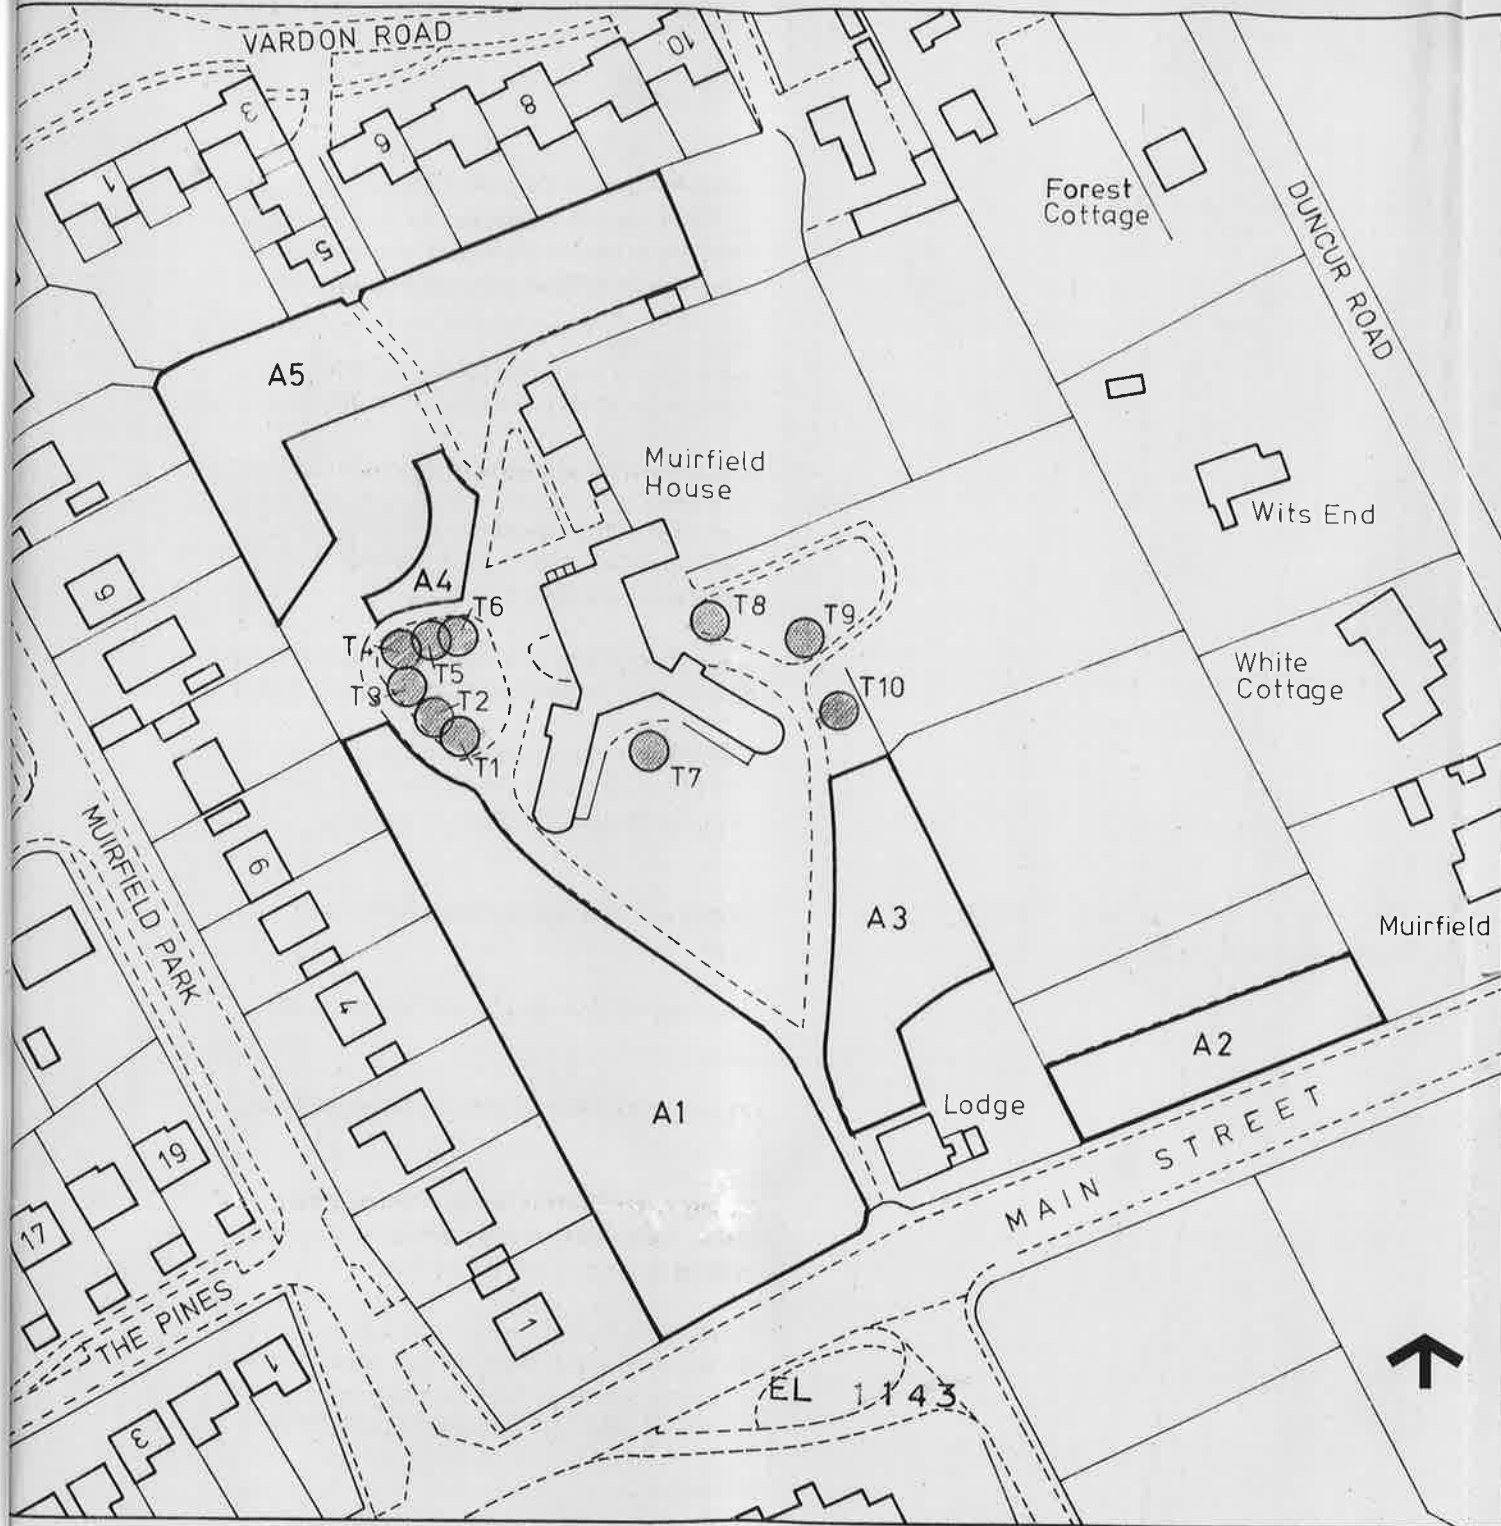 VARDON ROAD
10
3
8
6
1
5
Forest
Cottage
DUNCUR ROAD
A5
Muirfield
House
Wits End
9
A4
T6
T8
T9
T4
T5
White
Cottage
T3
T2
T10
T1
T7
MUIRFIELD PARK
6
A3
Muirfield
4
A2
A1
Lodge
MAIN STREET
19
17
THE PINES
1
1
3
EL 1143